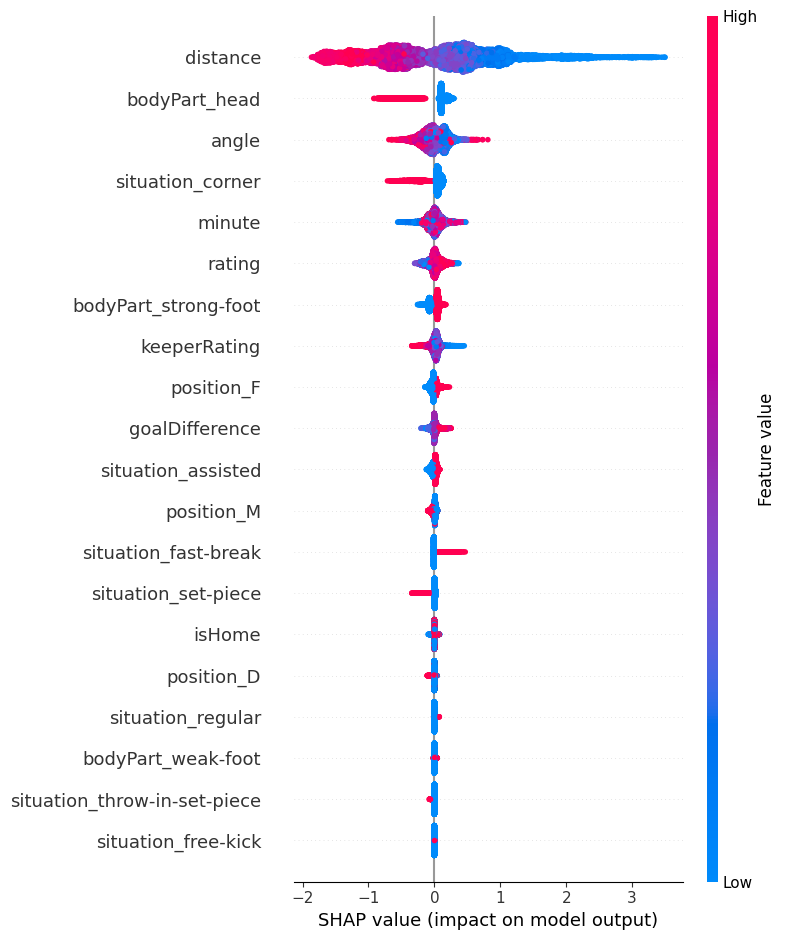 High
distance
bodyPart_head
angle
situation_corner
minute
rating
bodyPart_strong-foot
keeperRating
position_F
goalDifference
situation_assisted
position_M
situation_fast-break
situation_set-piece
isHome
position_D
situation_regular
bodyPart_weak-foot
situation_throw-in-set-piece
situation_free-kick
Feature value
Low
−2 −1 0 1 2 3
SHAP value (impact on model output)